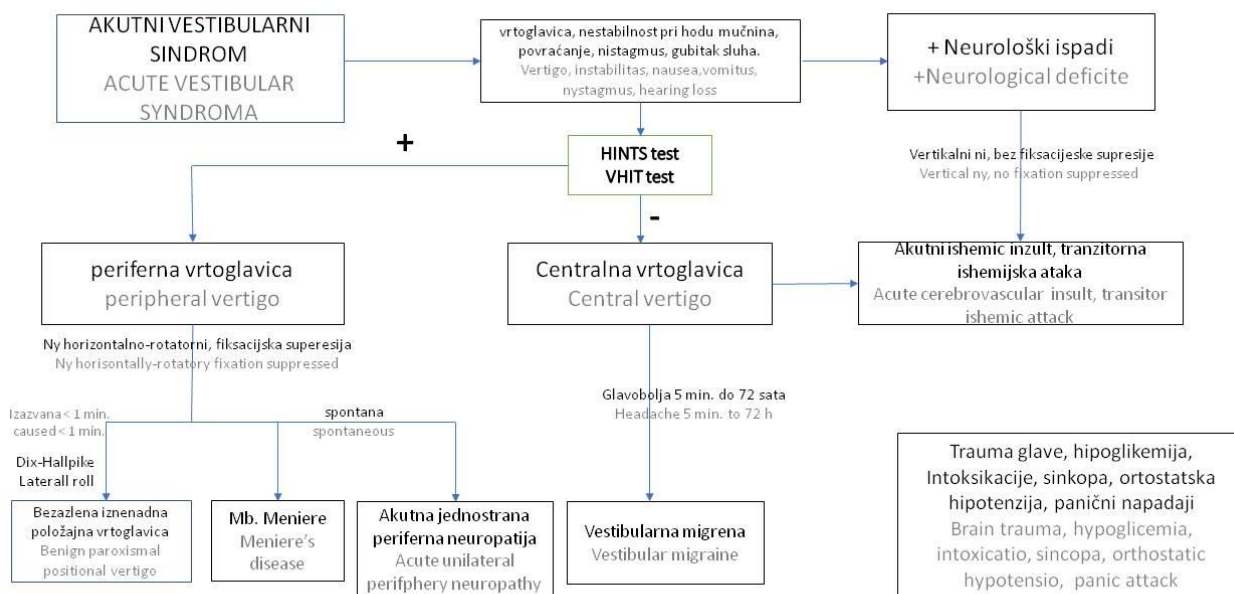 AKUTNI VESTIBULARNI
SINDROM
ACUTE VESTIBULAR
SYNDROMA
vrtoglavica, nestabilnost pri hodu mučnina,
povraćanje, nistagmus, gubitak sluha.
Vertigo, instabilitas, nausea,vomitus,
nystagmus, hearing loss
+ Neurološki ispadi
+Neurological deficite
+
HINTS test
VHIT test
-
Vertikalni ni, bez fiksacijeske supresije
Vertical ny, no fixation suppressed
periferna vrtoglavica
peripheral vertigo
Centralna vrtoglavica
Central vertigo
Akutni ishemic inzult, tranzitorna
ishemijska ataka
Acute cerebrovascular insult, transitor
ishemic attack
Ny horizontalno-rotatorni, fiksacijska superesija
Ny horisontally-rotatory fixation suppressed
Glavobolja 5 min. do 72 sata
Headache 5 min. to 72 h
Izazvana < 1 min.
caused < 1 min.
spontana
spontaneous
Dix-Hallpike
Laterall roll
Bezazlena iznenadna
položajna vrtoglavica
Benign paroxismal
positional vertigo
Mb. Meniere
Meniere's
disease
Akutna jednostrana
periferna neuropatija
Acute unilateral
perifphery neuropathy
Vestibularna migrena
Vestibular migraine
Trauma glave, hipoglikemija,
Intoksikacije, sinkopa, ortostatska
hipotenzija, panični napadaji
Brain trauma, hypoglicemia,
intoxicatio, sincopa, orthostatic
hypotensio, panic attack